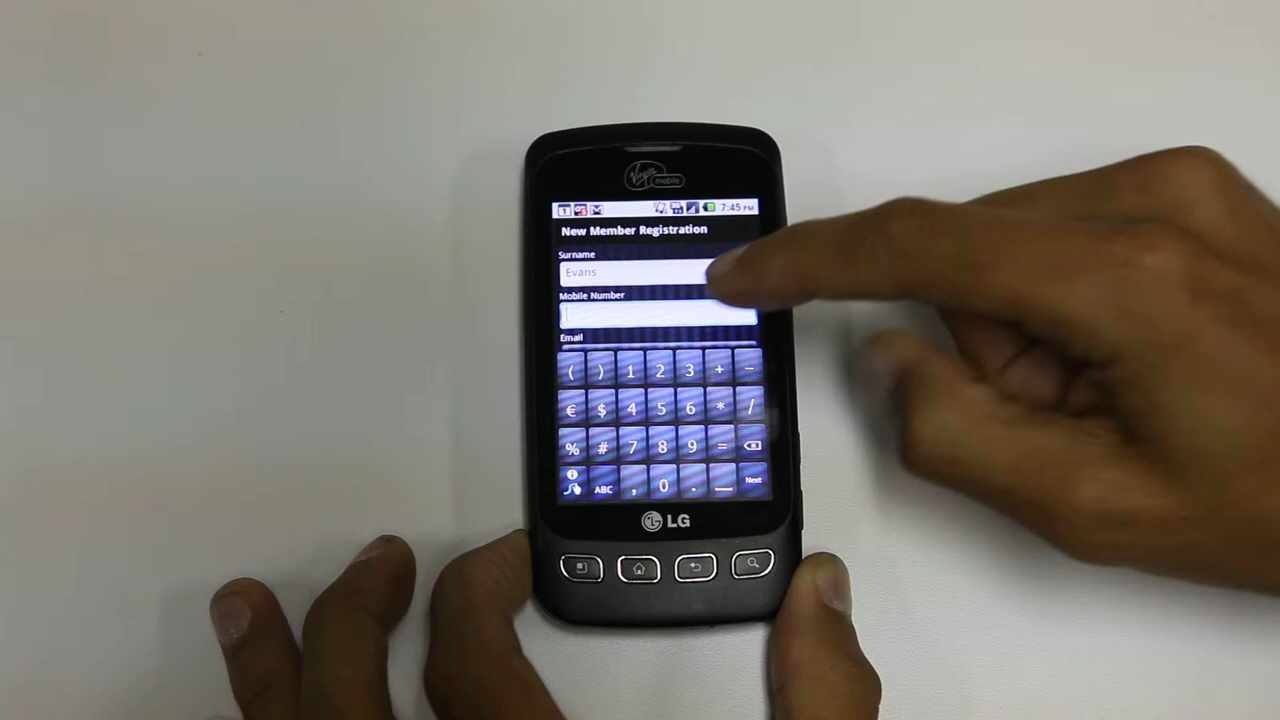 Virgin
mobile
7:45 PM
New Member Registration
Surname
Evans
Mobile Number
Email
( ) 1 2 3 + -
€ $ 4 5 6 * /
% # 7 8 9 =
ABC , 0 . Next
LG